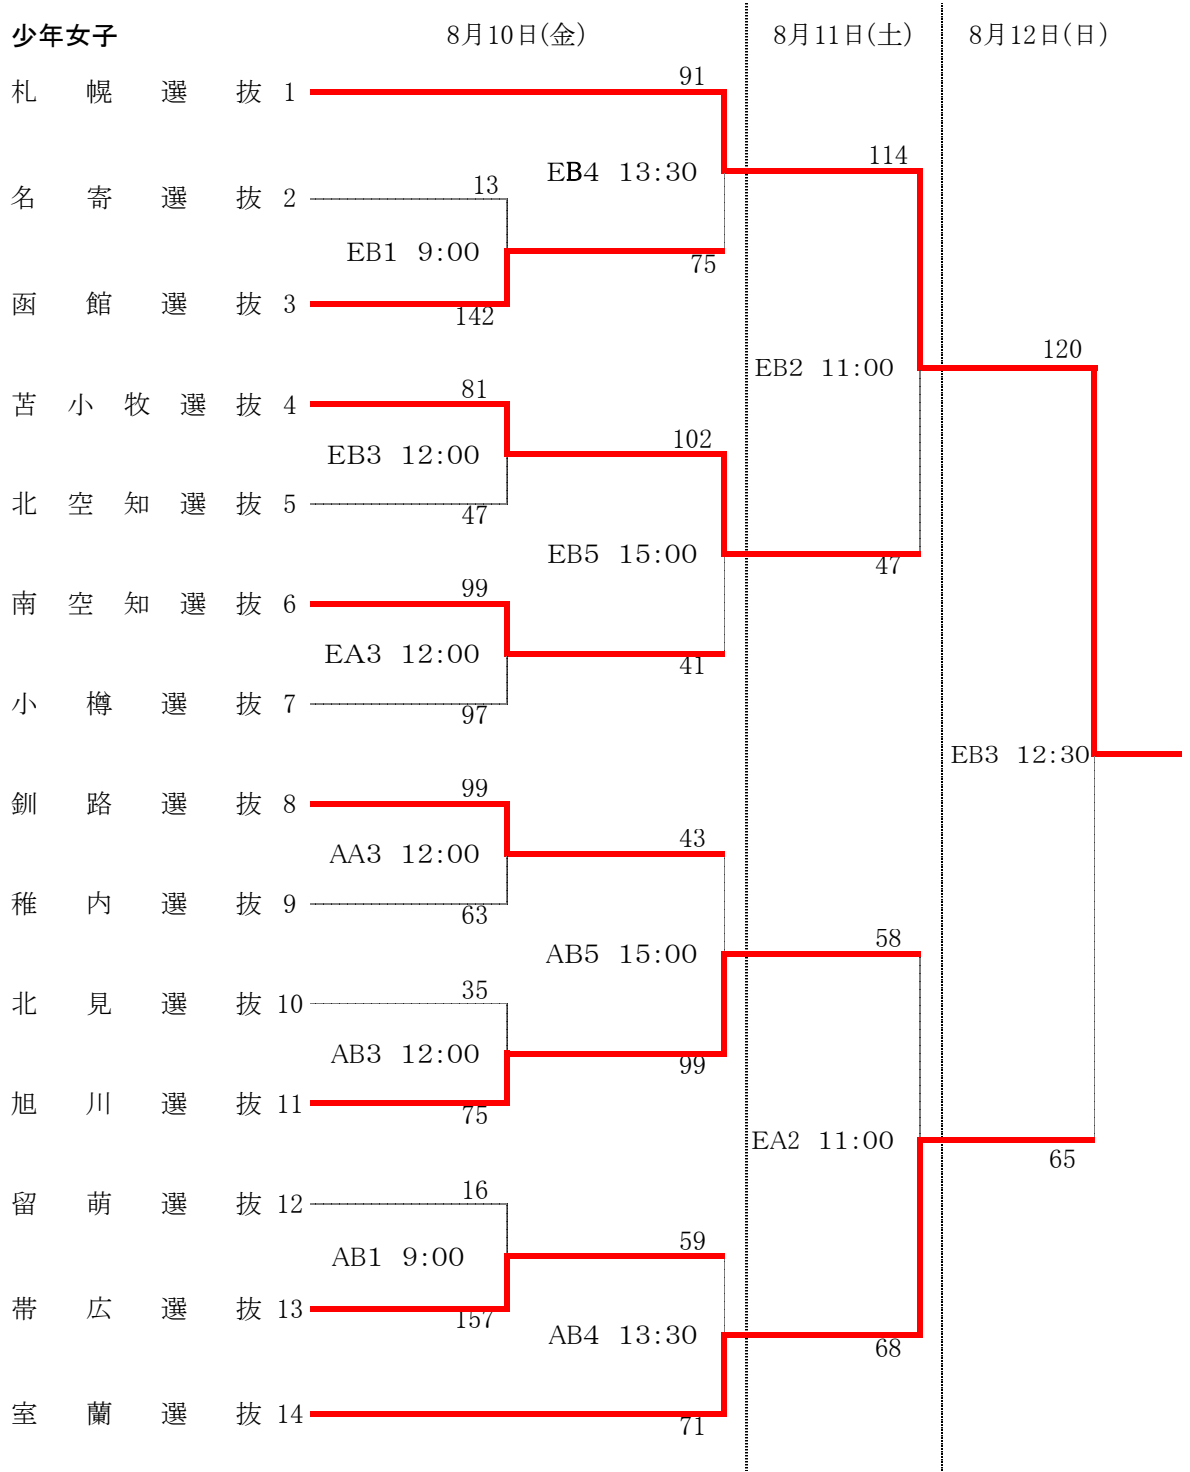 少年女子 8月10日(金) 8月11日(土) 8月12日(日)
91
札幌選抜 1
114
EB4 13:30
13
名寄選抜 2
EB1 9:00
75
函館選抜 3
142
120
EB2 11:00
81
苫小牧選抜 4
102
EB3 12:00
北空知選抜 5
47
EB5 15:00
47
99
南空知選抜 6
EA3 12:00
41
小樽選抜 7
97
EB3 12:30
99
釧路選抜 8
43
AA3 12:00
稚内選抜 9
63
58
AB5 15:00
35
北見選抜 10
AB3 12:00
99
旭川選抜 11
75
EA2 11:00
65
16
留萌選抜 12
59
AB1 9:00
帯広選抜 13
157
AB4 13:30
68
室蘭選抜 14
71